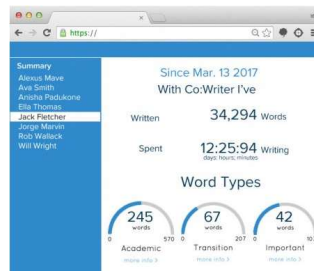 https://
Summary
Alexus Mave
Ava Smith
Anisha Padukone
Ella Thomas
Jack Fletcher
Jorge Marvin
Rob Wallack
Will Wright
Since Mar. 13 2017
With Co:Writer I've
Written 34,294 Words
Spent 12:25:94 Writing
days: hours: minutes
Word Types
245 67 42
words words words
0 570 0 207 0 10
Academic Transition Important
more info > more info > more info >